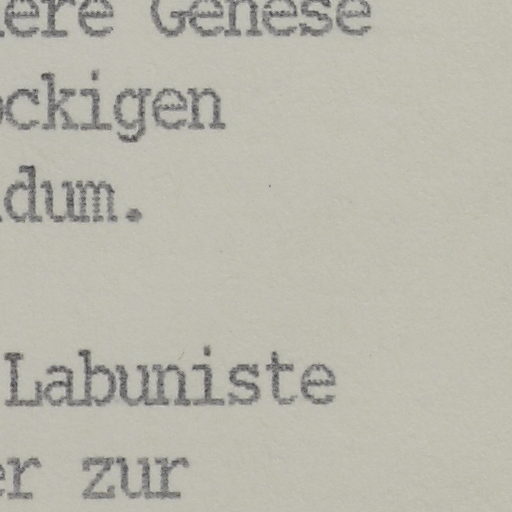 ere Genese
ckigen
dum.
Labuniste
er zur